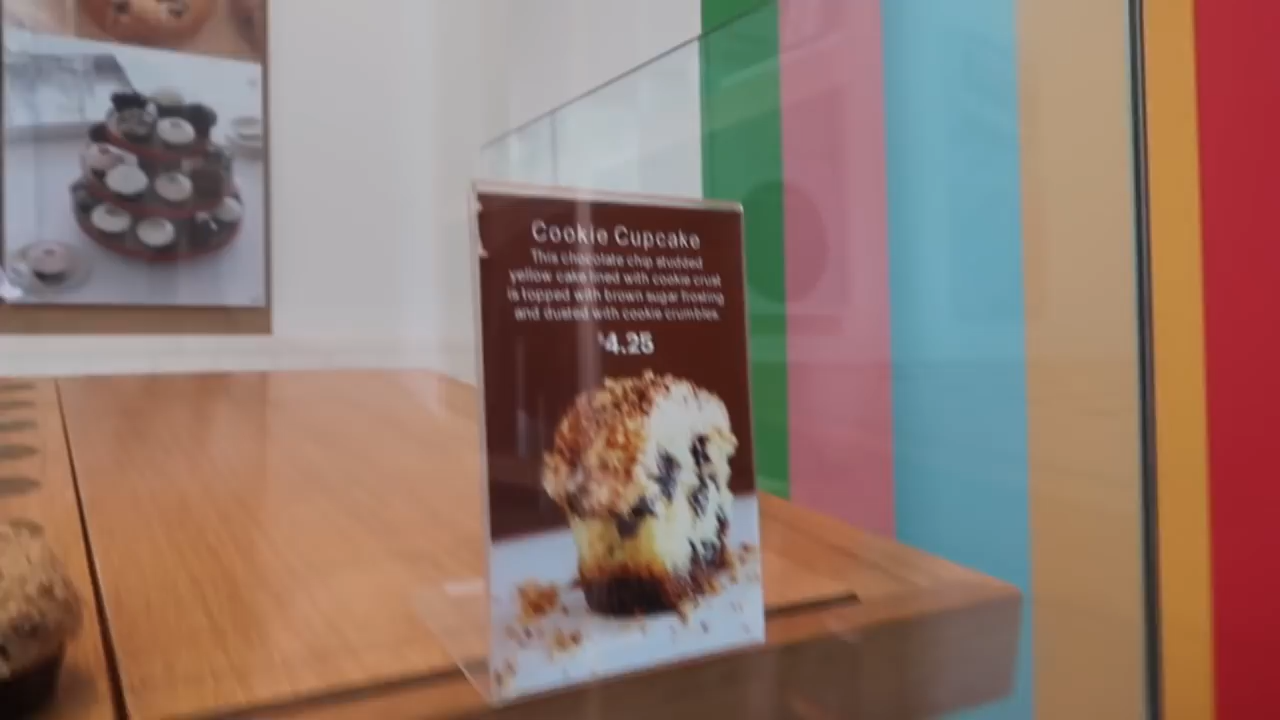 Cookie Cupcake
This chocolate chip studded
yellow cake lined with cookie crust
is topped with brown sugar frosting
and dusted with cookie crumbles.
$4.25